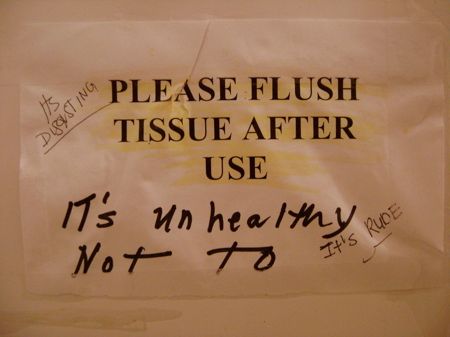 Its
DISGUSTING
PLEASE FLUSH
TISSUE AFTER
USE
IT's unhealthy
Not To
It's RUDE